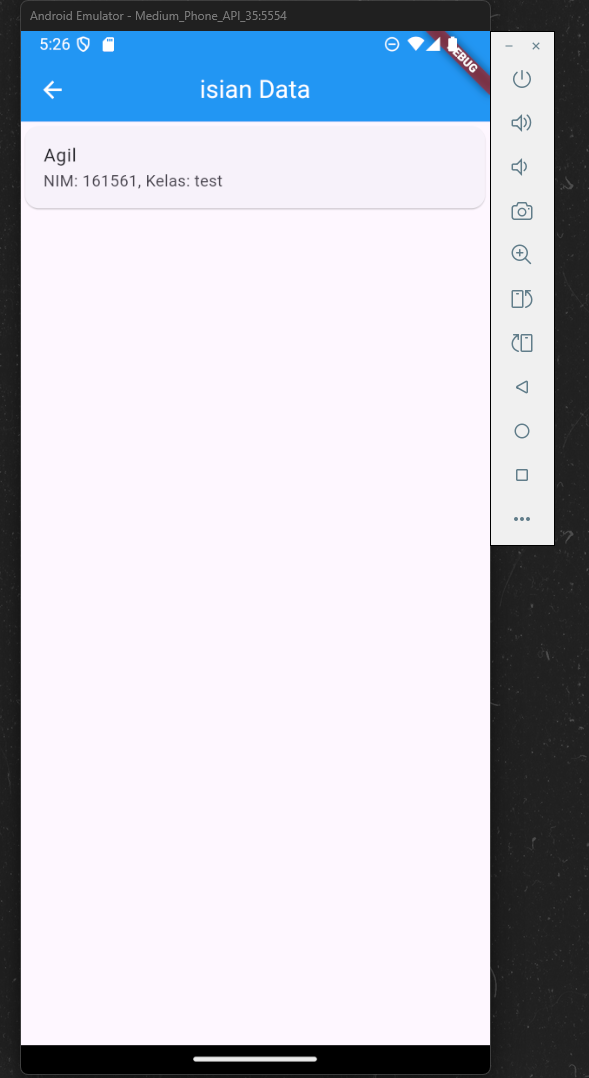 Android Emulator - Medium_Phone_API_35:5554
5:26
DEBUG
isian Data
Agil
NIM: 161561, Kelas: test